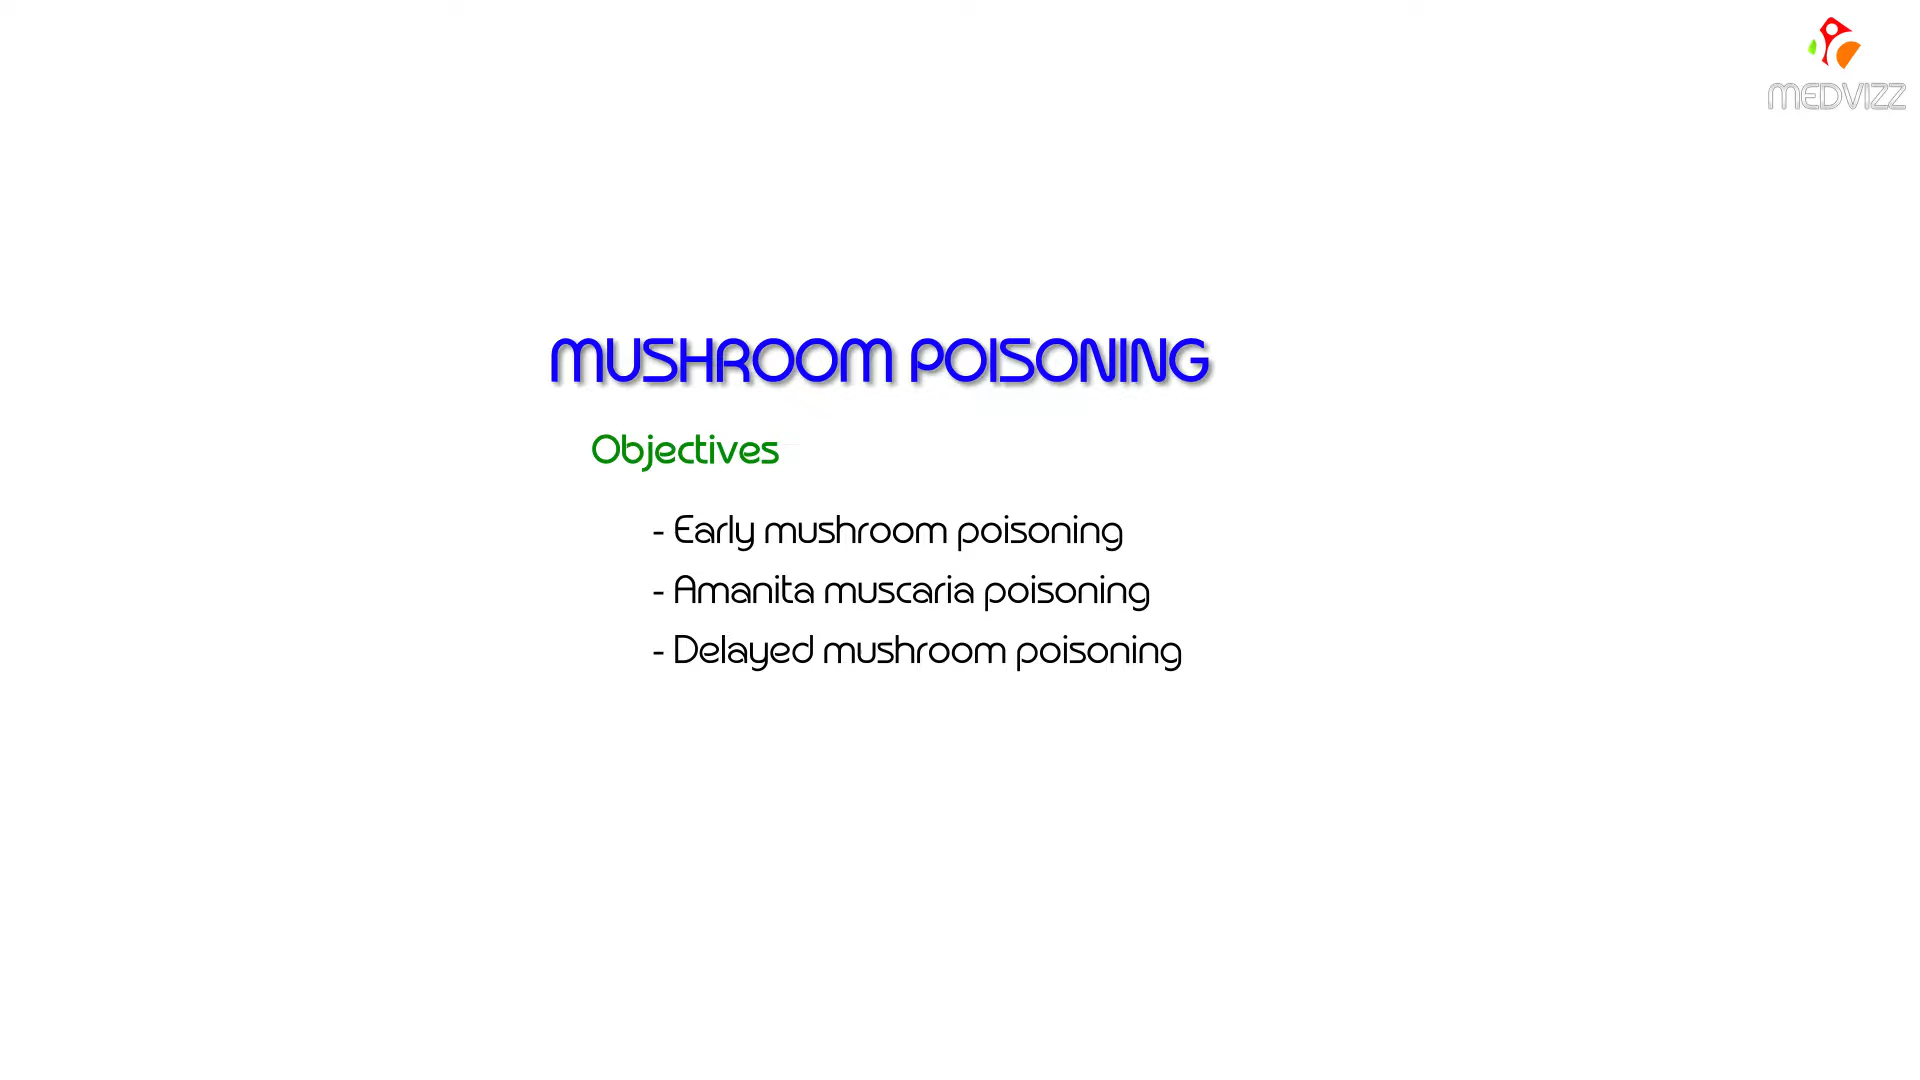 MEDVIZZ
MUSHROOM POISONING
Objectives
- Early mushroom poisoning
- Amanita muscaria poisoning
- Delayed mushroom poisoning